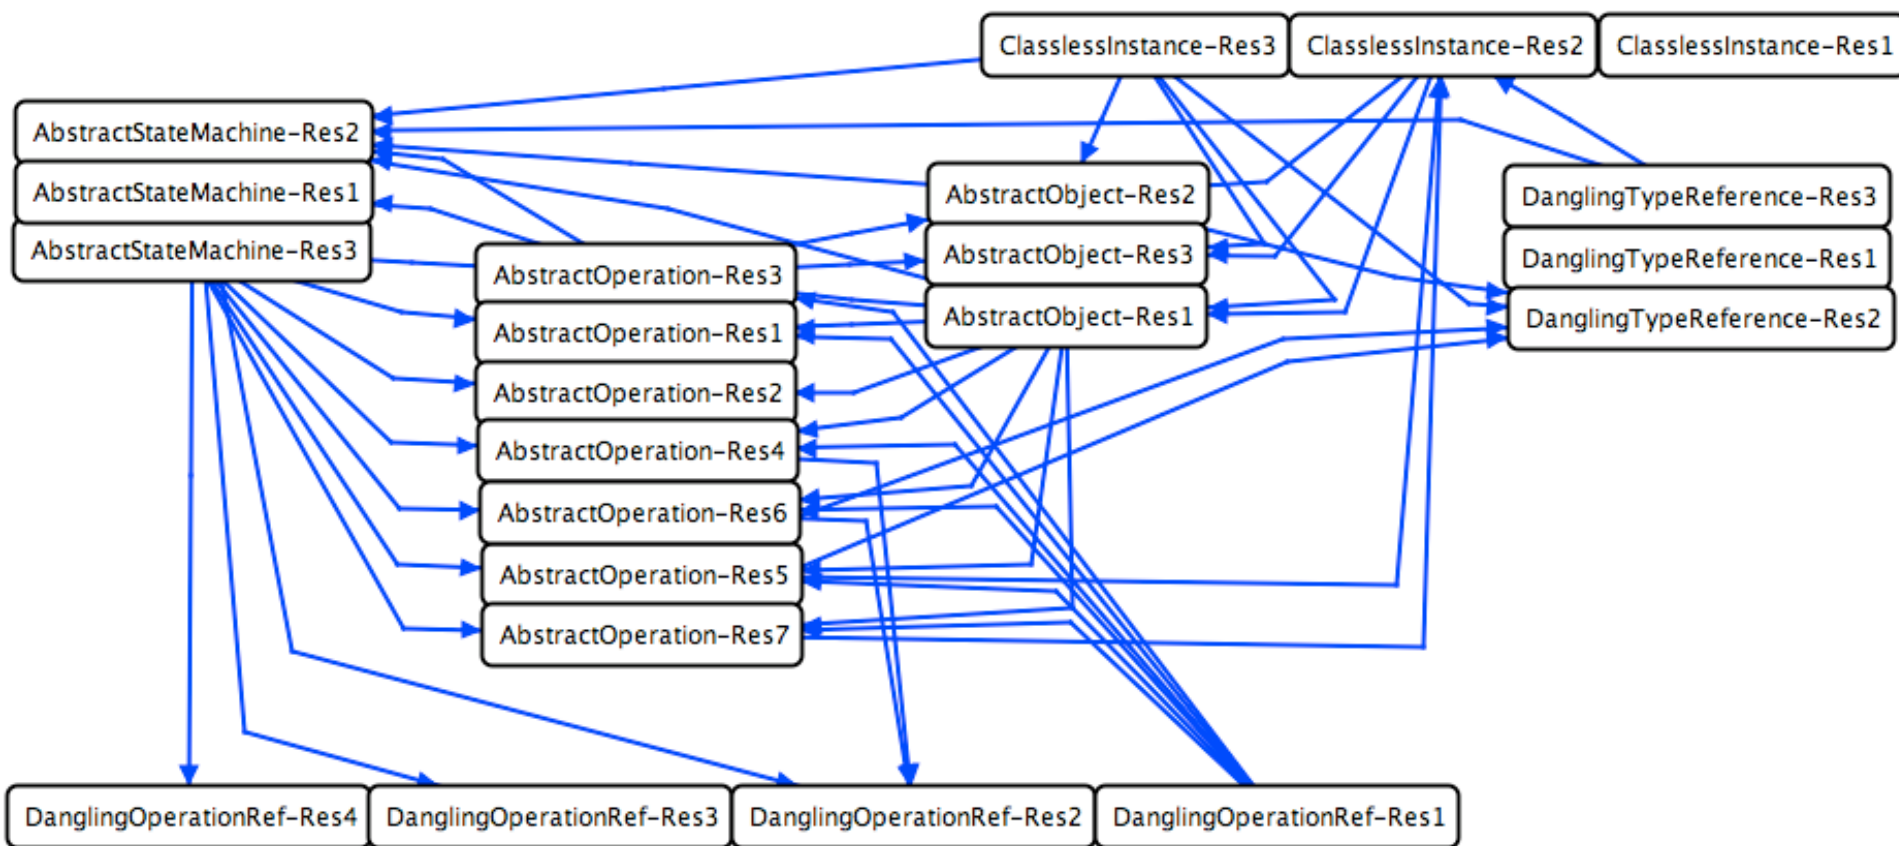 ClasslessInstance-Res3
ClasslessInstance-Res2
ClasslessInstance-Res1
AbstractStateMachine-Res2
AbstractStateMachine-Res1
AbstractStateMachine-Res3
AbstractObject-Res2
AbstractObject-Res3
AbstractObject-Res1
DanglingTypeReference-Res3
DanglingTypeReference-Res1
DanglingTypeReference-Res2
AbstractOperation-Res3
AbstractOperation-Res1
AbstractOperation-Res2
AbstractOperation-Res4
AbstractOperation-Res6
AbstractOperation-Res5
AbstractOperation-Res7
DanglingOperationRef-Res4
DanglingOperationRef-Res3
DanglingOperationRef-Res2
DanglingOperationRef-Res1